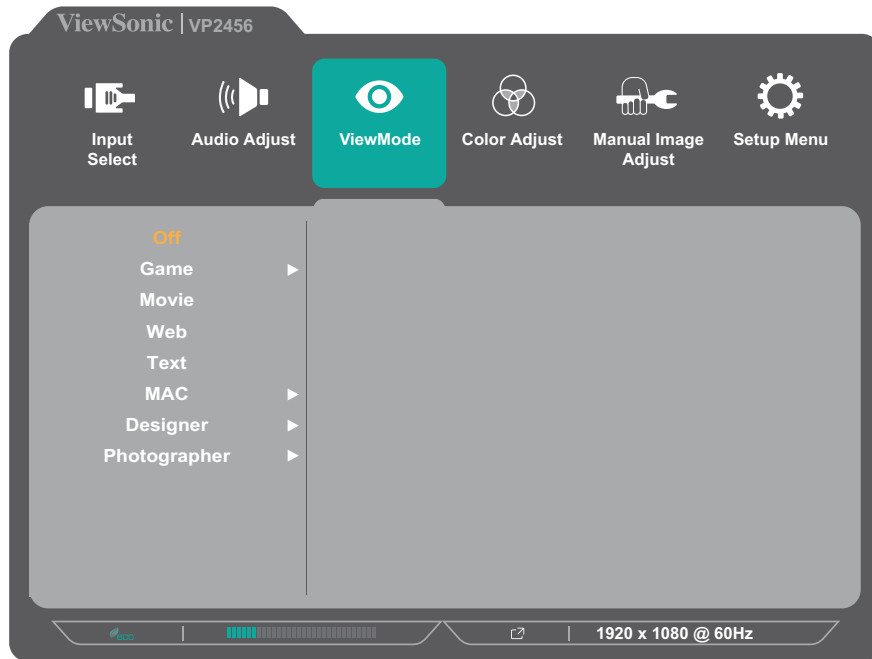 ViewSonic | VP2456
Input Select
Audio Adjust
ViewMode
Color Adjust
Manual Image Adjust
Setup Menu
Off
Game
Movie
Web
Text
MAC
Designer
Photographer
eco
1920 x 1080 @ 60Hz